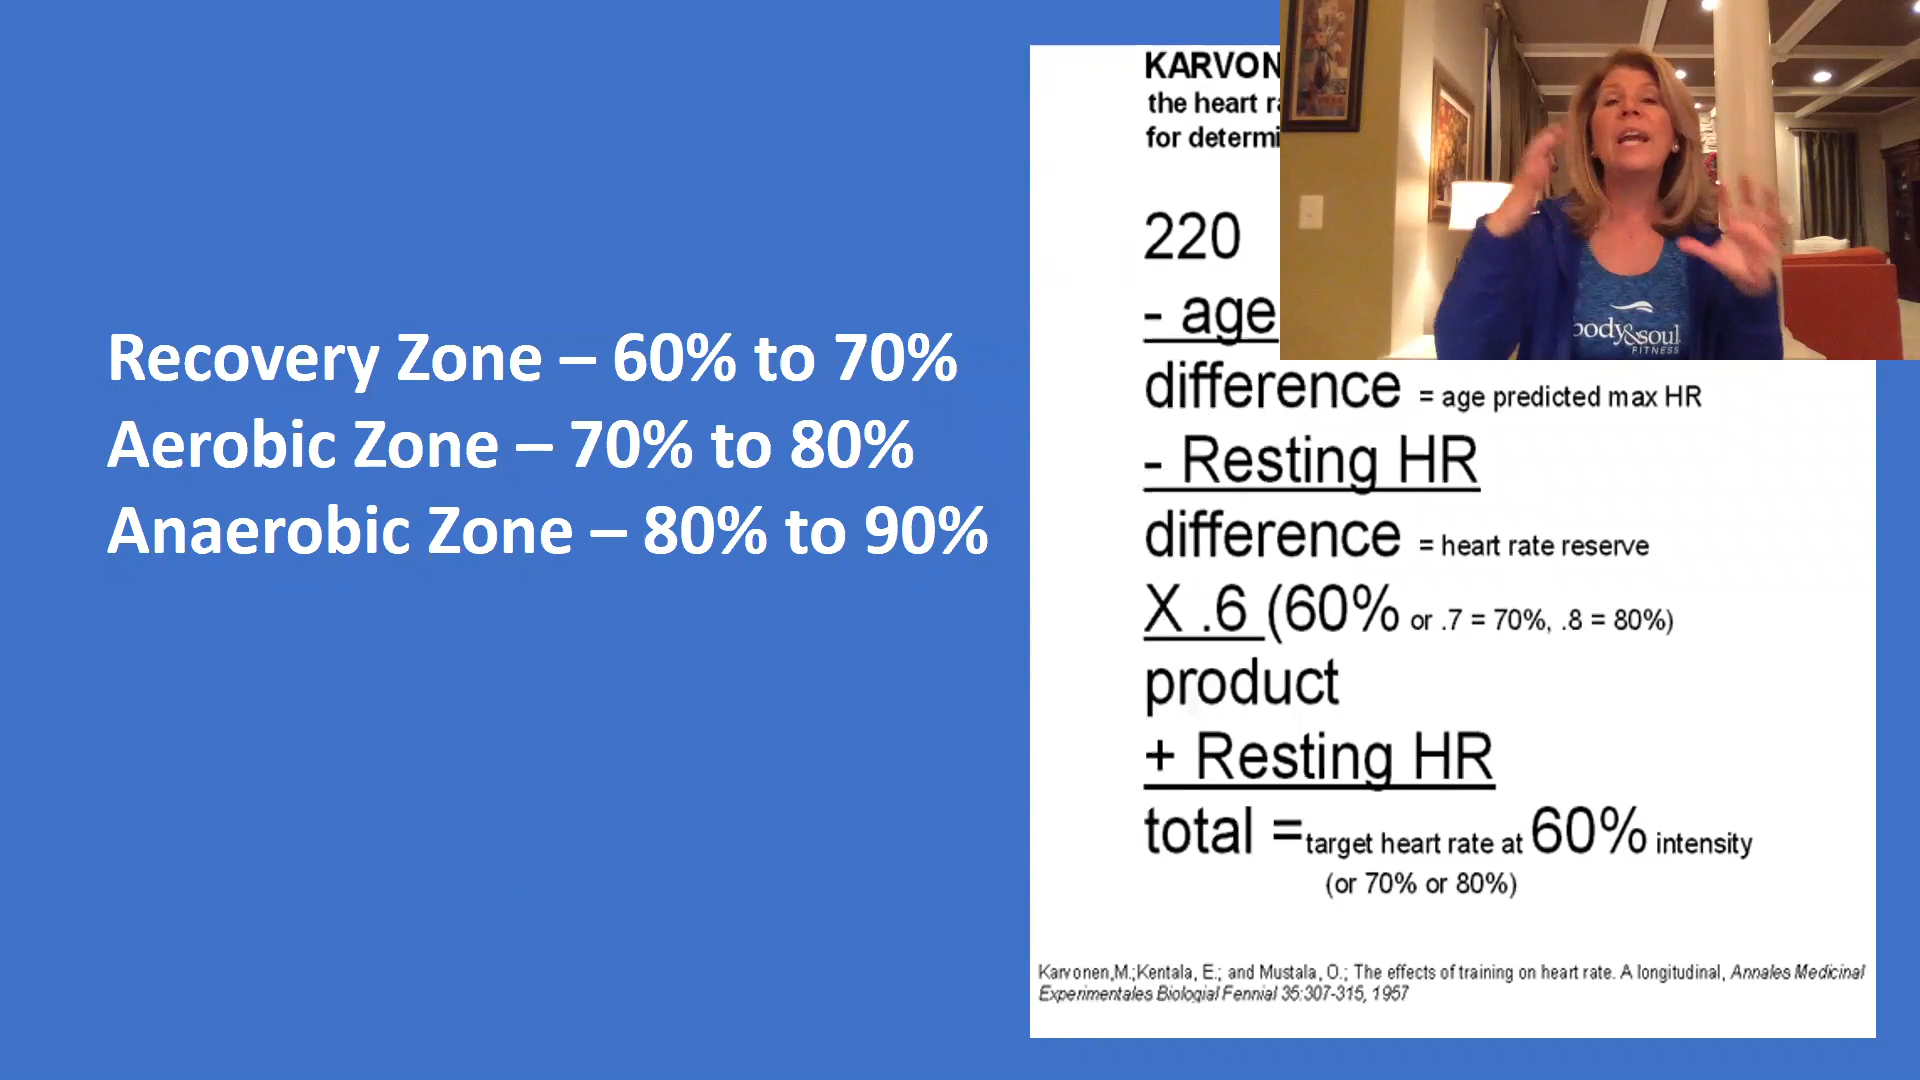 Recovery Zone – 60% to 70%
Aerobic Zone – 70% to 80%
Anaerobic Zone – 80% to 90%
KARVON
the heart ra
for determi
220
- age
difference = age predicted max HR
- Resting HR
difference = heart rate reserve
X .6 (60% or .7 = 70%, .8 = 80%)
product
+ Resting HR
total = target heart rate at 60% intensity
(or 70% or 80%)
Karvonen,M.;Kentala, E.; and Mustala, O.; The effects of training on heart rate. A longitudinal, Annales Medicinal
Experimentales Biologial Fennial 35:307-315, 1957
body&soul
FITNESS